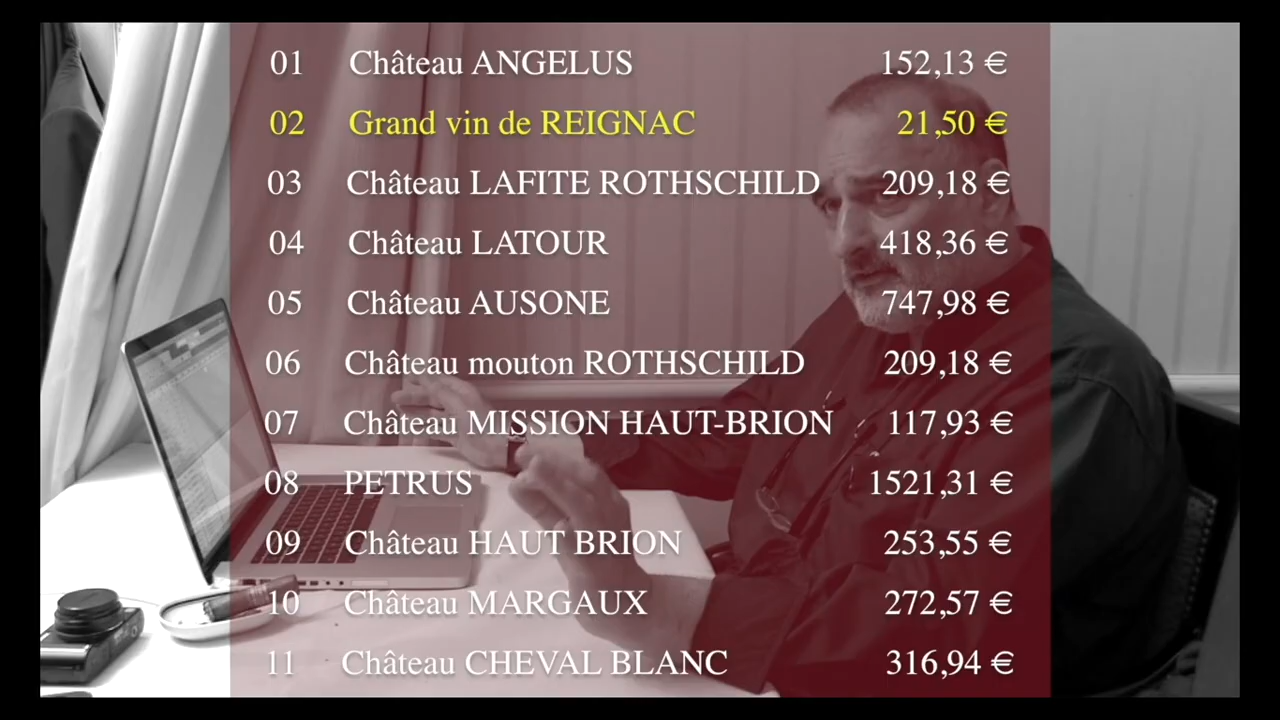 01 Château ANGELUS 152,13 €
02 Grand vin de REIGNAC 21,50 €
03 Château LAFITE ROTHSCHILD 209,18 €
04 Château LATOUR 418,36 €
05 Château AUSONE 747,98 €
06 Château mouton ROTHSCHILD 209,18 €
07 Château MISSION HAUT-BRION 117,93 €
08 PETRUS 1521,31 €
09 Château HAUT BRION 253,55 €
10 Château MARGAUX 272,57 €
11 Château CHEVAL BLANC 316,94 €